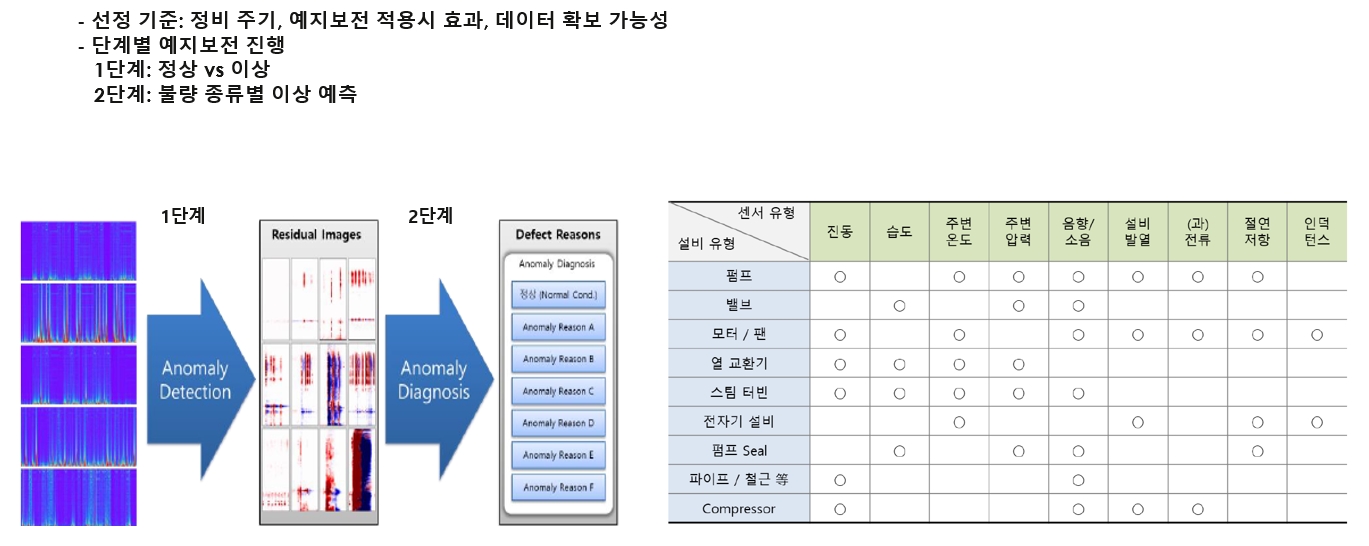 - 선정 기준: 정비 주기, 예지보전 적용시 효과, 데이터 확보 가능성
- 단계별 예지보전 진행
1단계: 정상 vs 이상
2단계: 불량 종류별 이상 예측
1단계
Anomaly
Detection
Residual Images
2단계
Anomaly
Diagnosis
Defect Reasons
Anomaly Diagnosis
정상 (Normal Cond.)
Anomaly Reason A
Anomaly Reason B
Anomaly Reason C
Anomaly Reason D
Anomaly Reason E
Anomaly Reason F
센서 유형
설비 유형
진동 습도 주변 온도 주변 압력 음향/소음 설비 발열 (과)전류 절연 저항 인덕턴스
펌프 ○ ○ ○ ○ ○ ○ ○
밸브 ○ ○ ○
모터 / 팬 ○ ○ ○ ○ ○ ○ ○
열 교환기 ○ ○ ○ ○
스팀 터빈 ○ ○ ○ ○ ○
전자기 설비 ○ ○ ○ ○
펌프 Seal ○ ○ ○ ○
파이프 / 철근 等 ○ ○
Compressor ○ ○ ○ ○